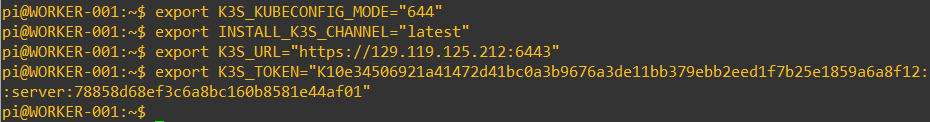 pi@WORKER-001:~$ export K3S_KUBECONFIG_MODE="644"
pi@WORKER-001:~$ export INSTALL_K3S_CHANNEL="latest"
pi@WORKER-001:~$ export K3S_URL="https://129.119.125.212:6443"
pi@WORKER-001:~$ export K3S_TOKEN="K10e34506921a41472d41bc0a3b9676a3de11bb379ebb2eed1f7b25e1859a6a8f12:
:server:78858d68ef3c6a8bc160b8581e44af01"
pi@WORKER-001:~$